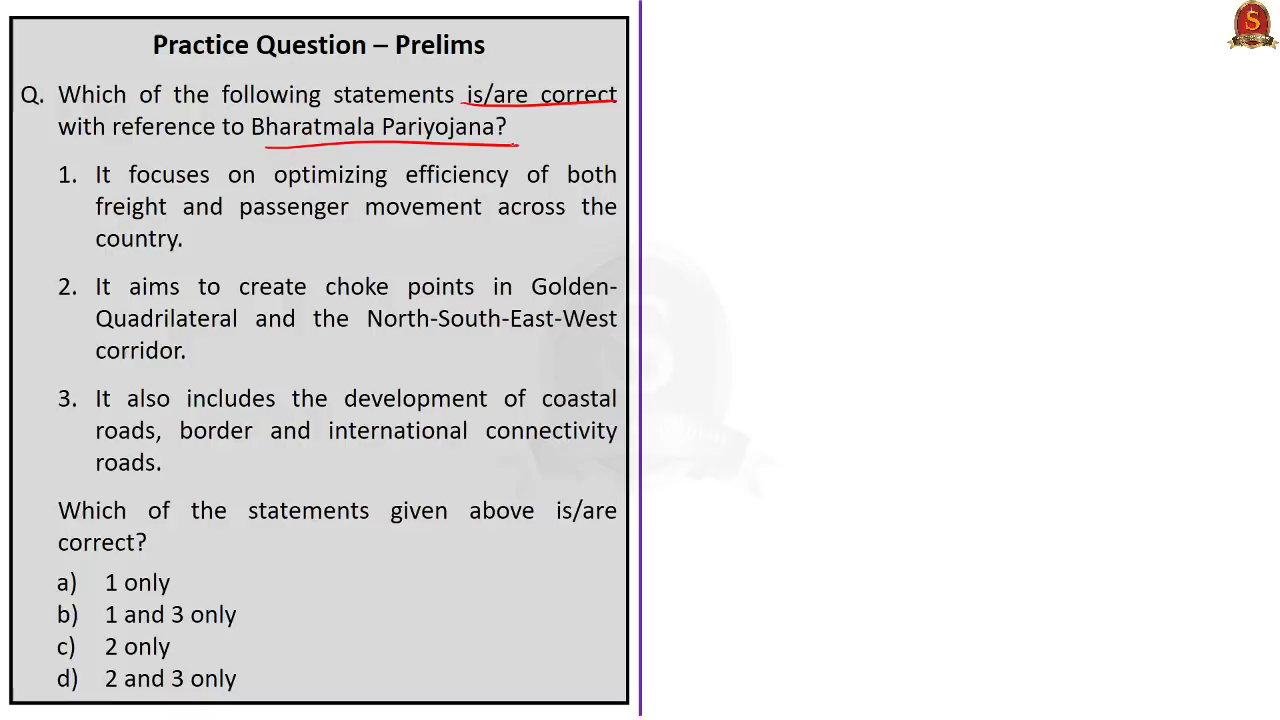 Practice Question – Prelims
Q. Which of the following statements is/are correct
with reference to Bharatmala Pariyojana?
1. It focuses on optimizing efficiency of both
freight and passenger movement across the
country.
2. It aims to create choke points in Golden-
Quadrilateral and the North-South-East-West
corridor.
3. It also includes the development of coastal
roads, border and international connectivity
roads.
Which of the statements given above is/are
correct?
a) 1 only
b) 1 and 3 only
c) 2 only
d) 2 and 3 only
S